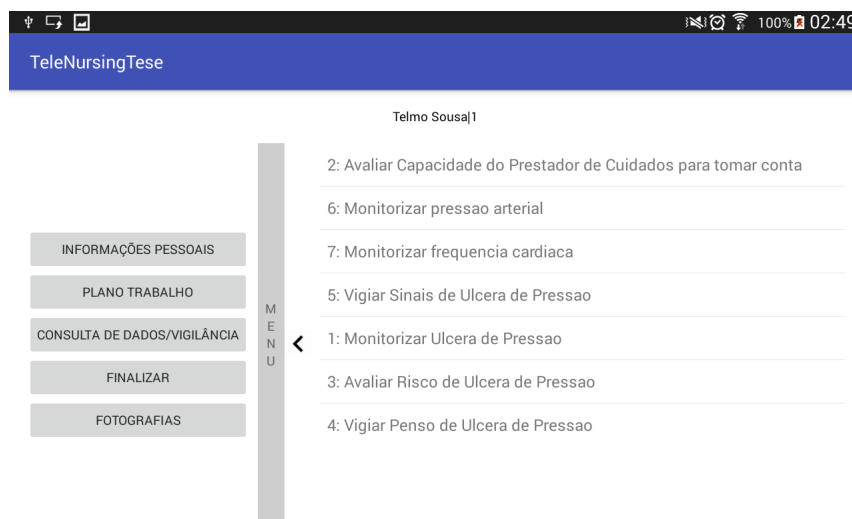 100% 02:49
TeleNursingTese
Telmo Sousa|1
INFORMAÇÕES PESSOAIS
PLANO TRABALHO
CONSULTA DE DADOS/VIGILÂNCIA
FINALIZAR
FOTOGRAFIAS
M
E
N
U
2: Avaliar Capacidade do Prestador de Cuidados para tomar conta
6: Monitorizar pressao arterial
7: Monitorizar frequencia cardiaca
5: Vigiar Sinais de Ulcera de Pressao
1: Monitorizar Ulcera de Pressao
3: Avaliar Risco de Ulcera de Pressao
4: Vigiar Penso de Ulcera de Pressao